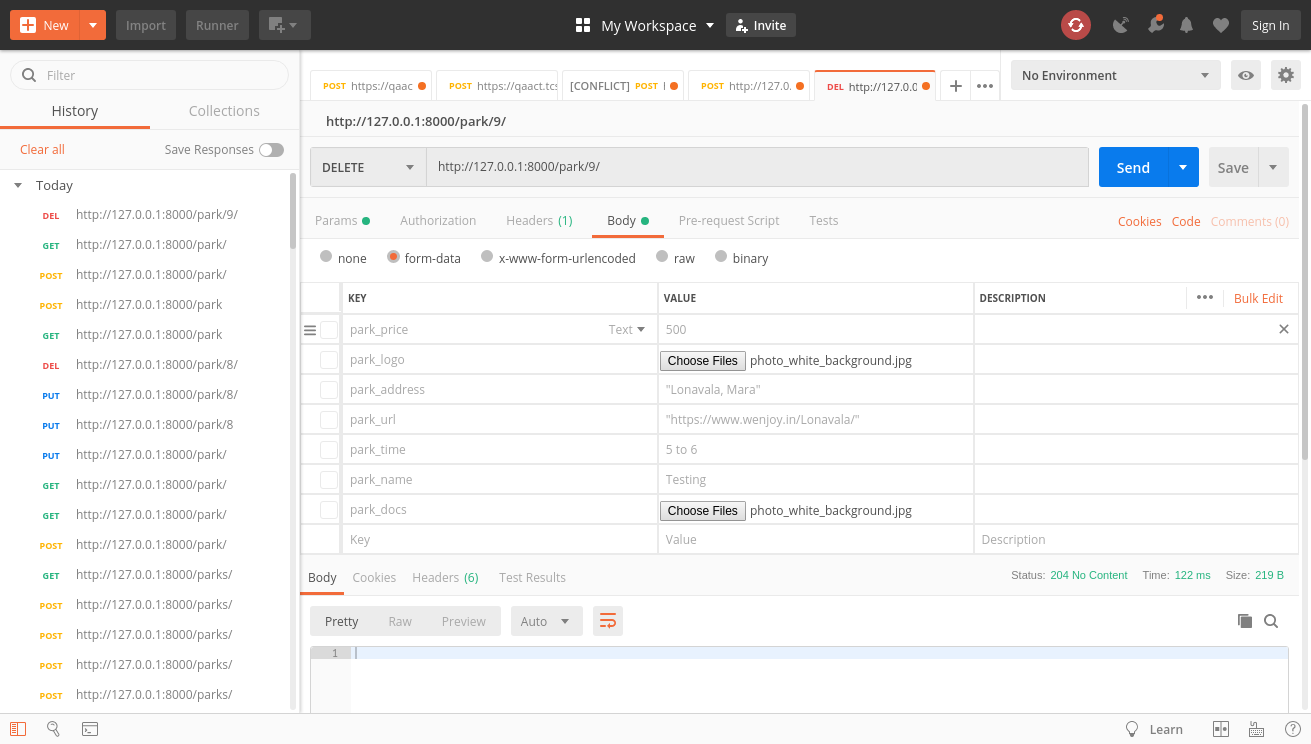 New Import Runner My Workspace Invite Sign In
Filter
History Collections
Clear all Save Responses
Today
DEL http://127.0.0.1:8000/park/9/
GET http://127.0.0.1:8000/park/
POST http://127.0.0.1:8000/park/
POST http://127.0.0.1:8000/park
GET http://127.0.0.1:8000/park
DEL http://127.0.0.1:8000/park/8/
PUT http://127.0.0.1:8000/park/8/
PUT http://127.0.0.1:8000/park/8
PUT http://127.0.0.1:8000/park/
GET http://127.0.0.1:8000/park/
GET http://127.0.0.1:8000/park/
POST http://127.0.0.1:8000/park/
GET http://127.0.0.1:8000/parks/
POST http://127.0.0.1:8000/parks/
POST http://127.0.0.1:8000/parks/
POST http://127.0.0.1:8000/parks/
POST http://127.0.0.1:8000/parks/
POST https://qaac POST https://qaact.tcs [CONFLICT] POST POST http://127.0. DEL http://127.0.0 No Environment
http://127.0.0.1:8000/park/9/
DELETE http://127.0.0.1:8000/park/9/ Send Save
Params Authorization Headers (1) Body Pre-request Script Tests Cookies Code Comments (0)
none form-data x-www-form-urlencoded raw binary
KEY VALUE DESCRIPTION Bulk Edit
park_price Text 500
park_logo Choose Files photo_white_background.jpg
park_address "Lonavala, Mara"
park_url "https://www.wenjoy.in/Lonavala/"
park_time 5 to 6
park_name Testing
park_docs Choose Files photo_white_background.jpg
Key Value Description
Body Cookies Headers (6) Test Results Status: 204 No Content Time: 122 ms Size: 219 B
Pretty Raw Preview Auto
1
Learn